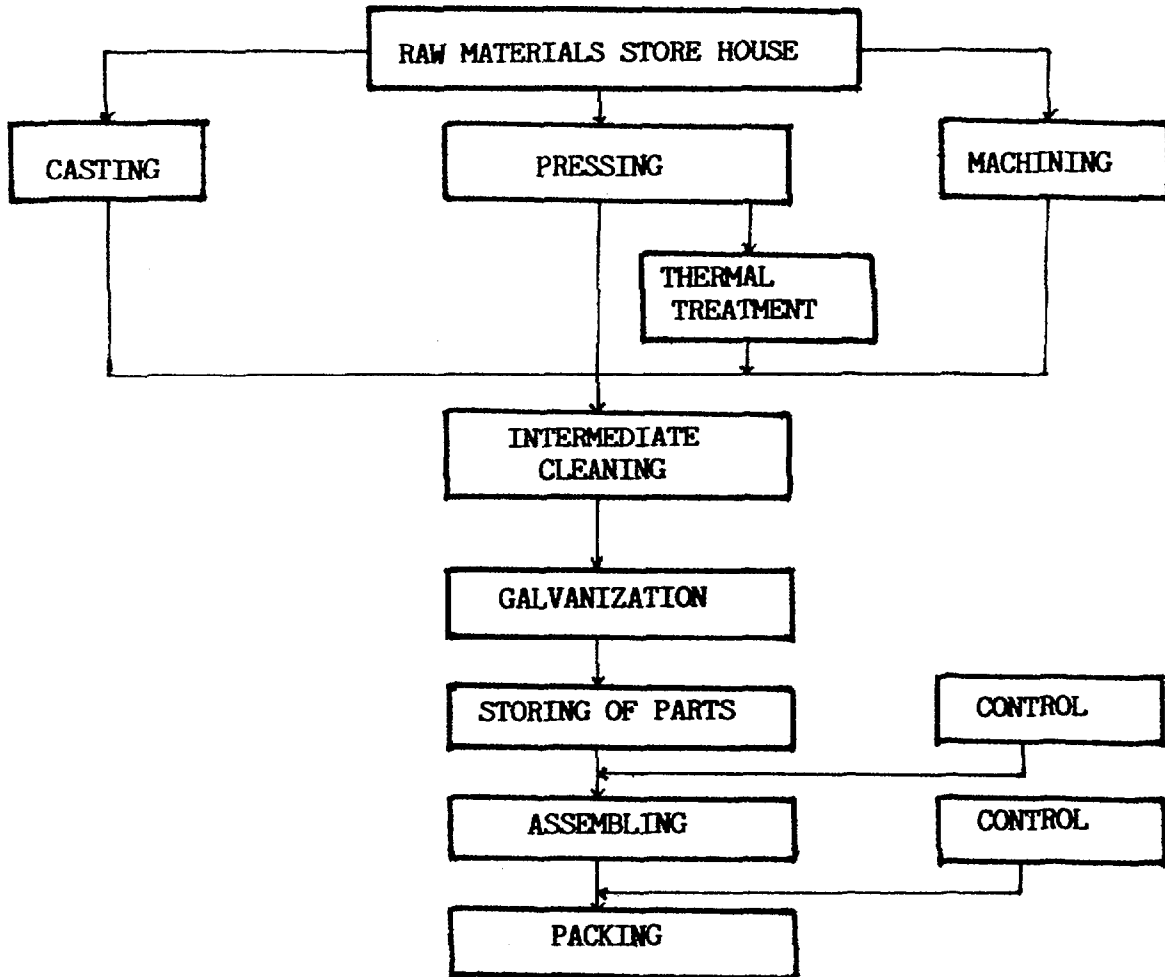 RAW MATERIALS STORE HOUSE
CASTING
PRESSING
MACHINING
THERMAL
TREATMENT
INTERMEDIATE
CLEANING
GALVANIZATION
STORING OF PARTS
CONTROL
ASSEMBLING
CONTROL
PACKING